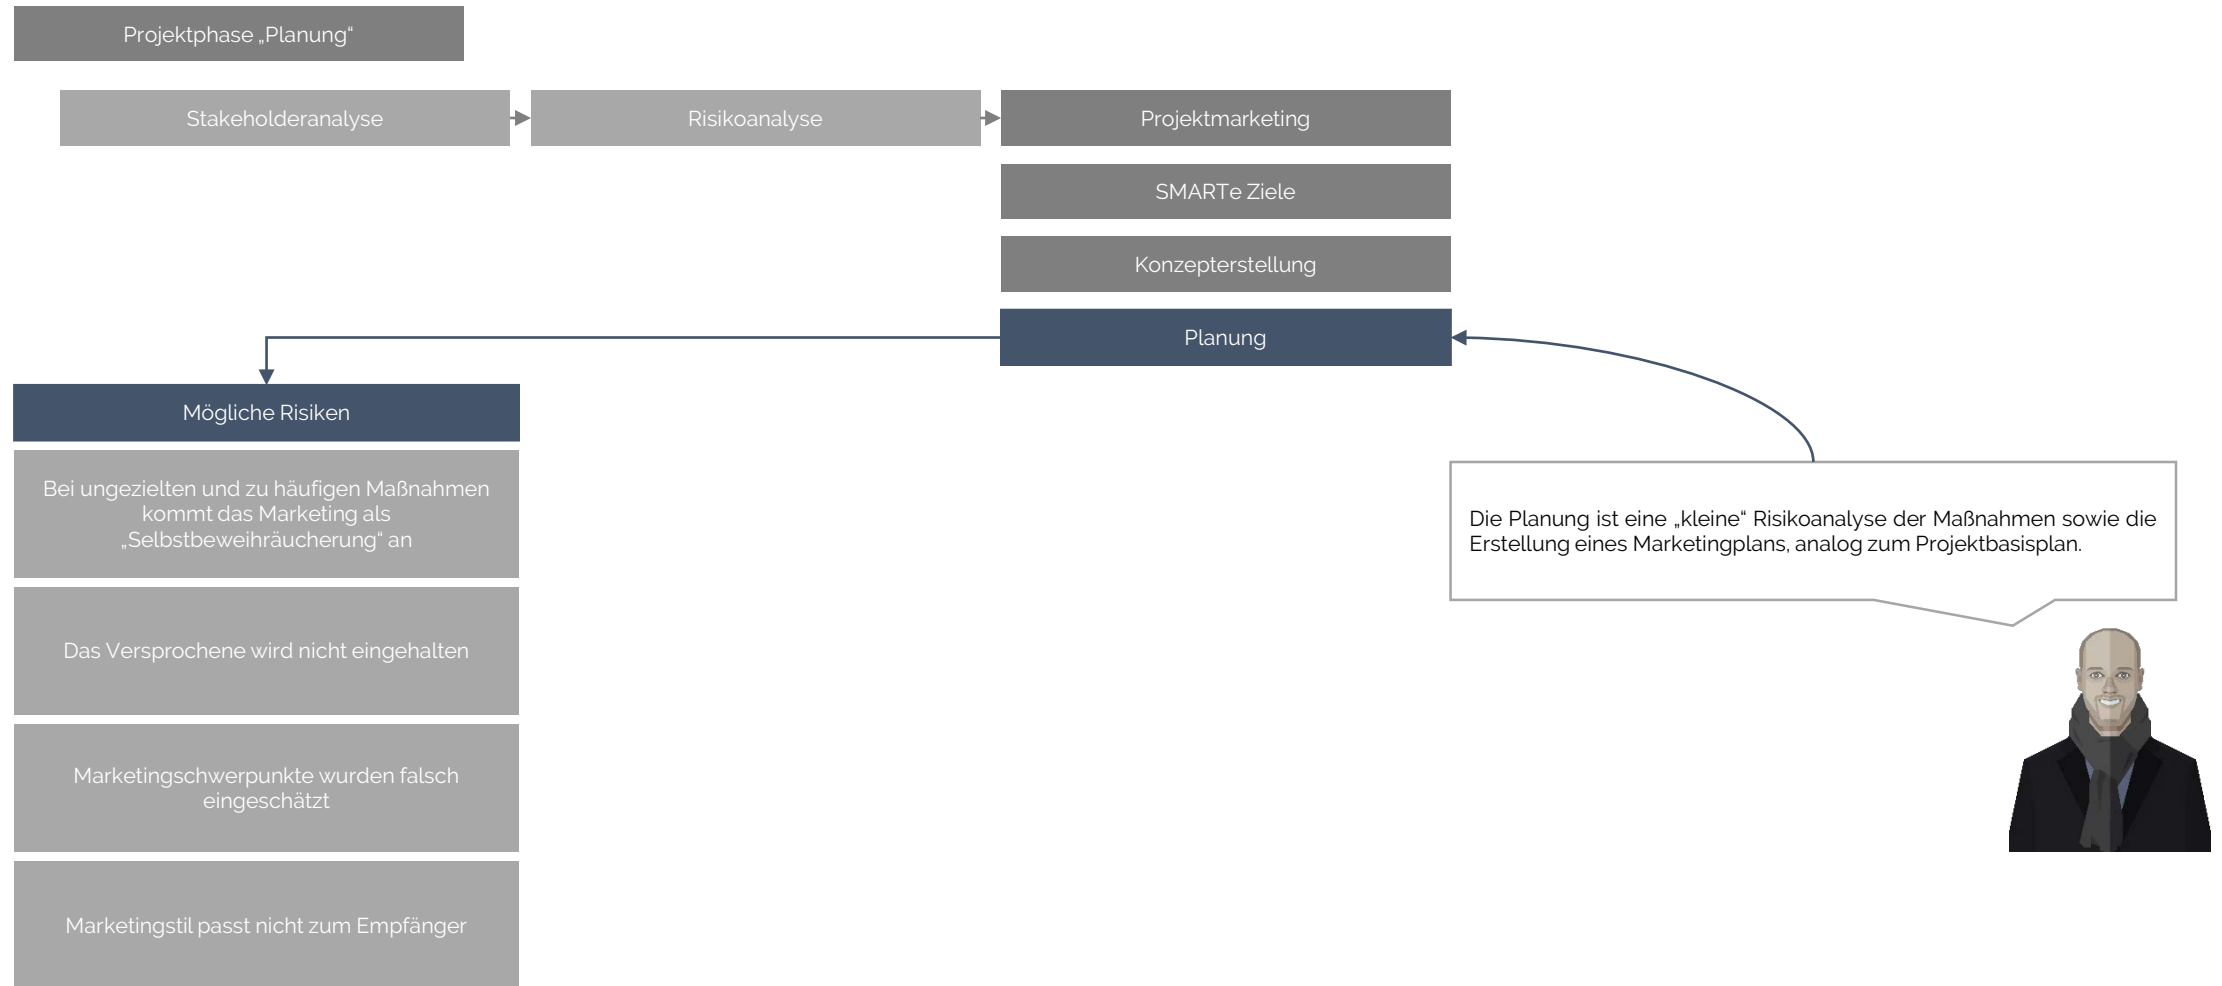 Projektphase „Planung“
Stakeholderanalyse
Risikoanalyse
Projektmarketing
SMARTe Ziele
Konzepterstellung
Planung
Mögliche Risiken
Bei ungezielten und zu häufigen Maßnahmen
kommt das Marketing als
„Selbstbeweihräucherung“ an
Das Versprochene wird nicht eingehalten
Marketingschwerpunkte wurden falsch
eingeschätzt
Marketingstil passt nicht zum Empfänger
Die Planung ist eine „kleine“ Risikoanalyse der Maßnahmen sowie die
Erstellung eines Marketingplans, analog zum Projektbasisplan.